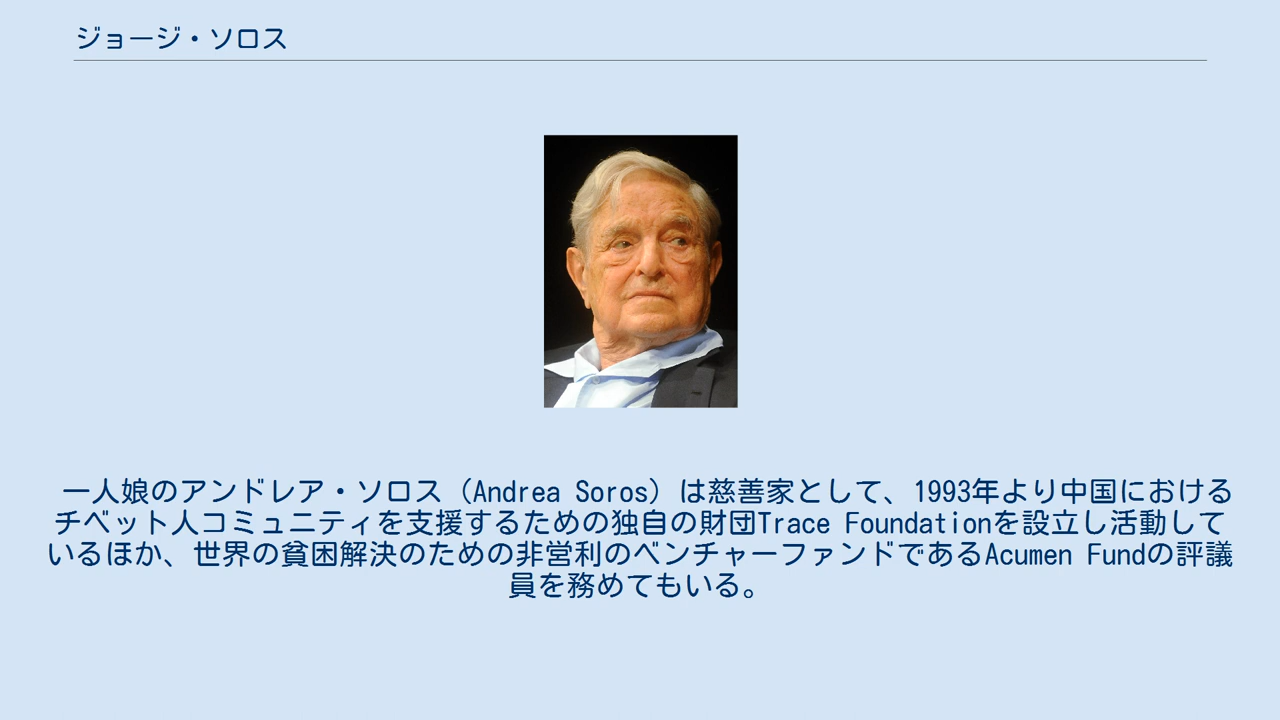 ジョージ・ソロス
一人娘のアンドレア・ソロス（Andrea Soros）は慈善家として、1993年より中国における
チベット人コミュニティを支援するための独自の財団Trace Foundationを設立し活動して
いるほか、世界の貧困解決のための非営利のベンチャーファンドであるAcumen Fundの評議
員を務めてもいる。